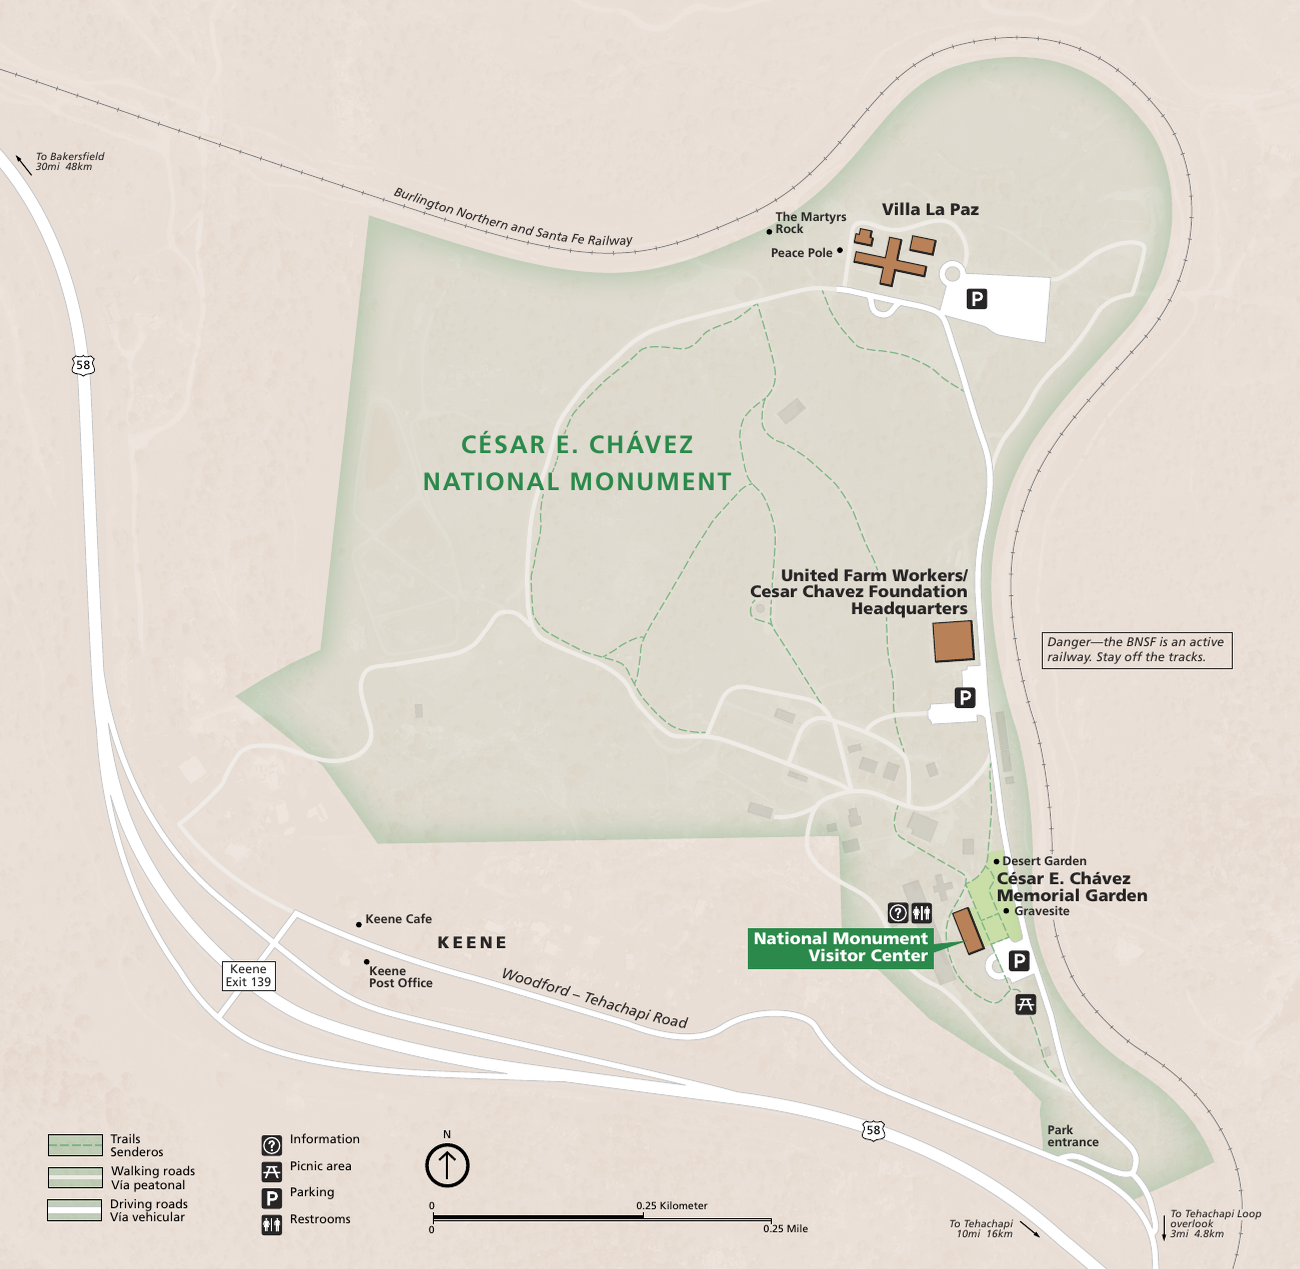 To Bakersfield
30mi 48km
Burlington Northern and Santa Fe Railway
The Martyrs
Rock
Peace Pole
Villa La Paz
P
58
CÉSAR E. CHÁVEZ
NATIONAL MONUMENT
United Farm Workers/
Cesar Chavez Foundation
Headquarters
Danger—the BNSF is an active
railway. Stay off the tracks.
P
Desert Garden
César E. Chávez
Memorial Garden
Gravesite
?
National Monument
Visitor Center
P
Keene Cafe
KEENE
Keene
Post Office
Keene
Exit 139
Woodford – Tehachapi Road
58
Park
entrance
Trails
Senderos
Walking roads
Vía peatonal
Driving roads
Vía vehicular
? Information
Picnic area
P Parking
Restrooms
N
0 0.25 Kilometer
0 0.25 Mile
To Tehachapi
10mi 16km
To Tehachapi Loop
overlook
3mi 4.8km